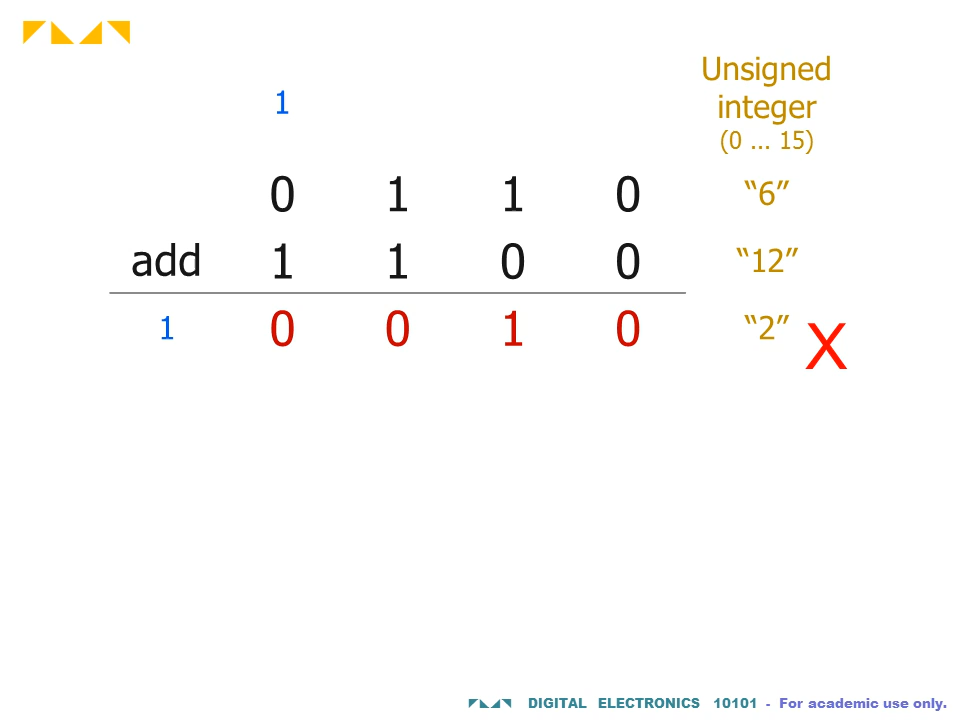 Unsigned
integer
(0 ... 15)
1
0 1 1 0 “6”
add 1 1 0 0 “12”
1 0 0 1 0 “2” X
DIGITAL ELECTRONICS 10101 - For academic use only.